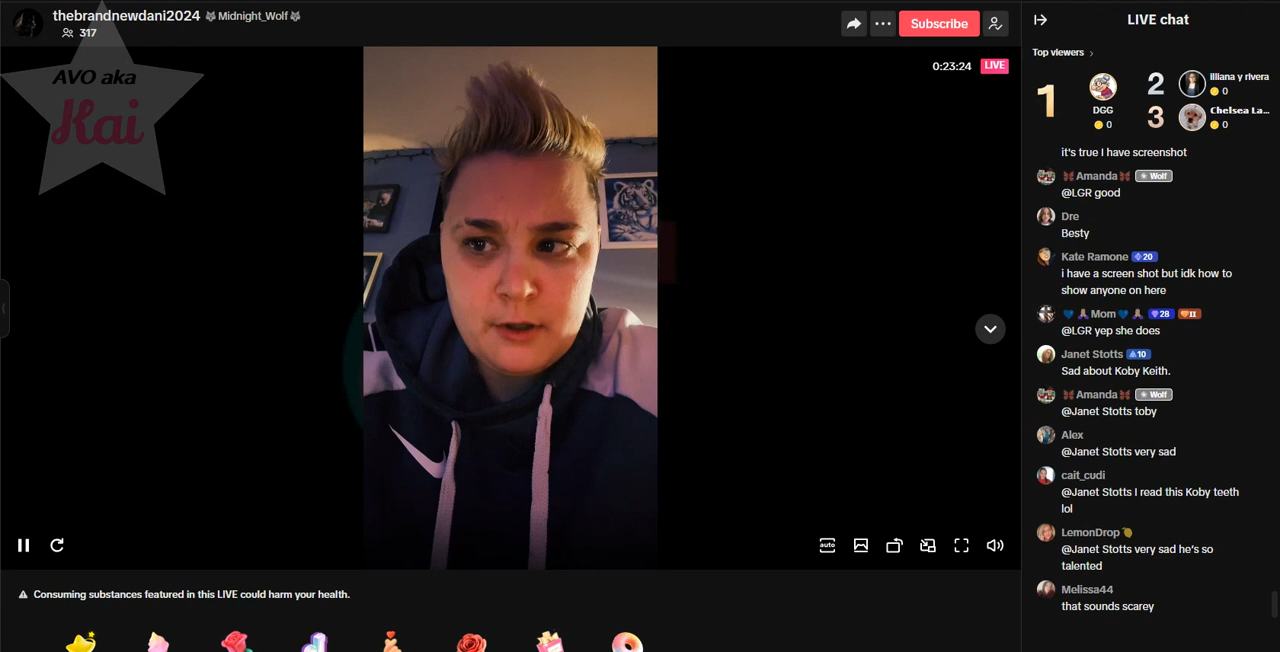 thebrandnewdani2024 🐺Midnight_Wolf🐺
317
AVO aka
Kai
Subscribe
0:23:24 LIVE
Consuming substances featured in this LIVE could harm your health.
auto
LIVE chat
Top viewers
1
DGG
0
2
illiana y rivera
0
3
Chelsea La...
0
it's true I have screenshot
🦋Amanda🦋 Wolf
@LGR good
Dre
Besty
Kate Ramone 20
i have a screen shot but idk how to
show anyone on here
💙🙏🏽Mom💙🙏🏽 28 II
@LGR yep she does
Janet Stotts 10
Sad about Koby Keith.
🦋Amanda🦋 Wolf
@Janet Stotts toby
Alex
@Janet Stotts very sad
cait_cudi
@Janet Stotts I read this Koby teeth
lol
LemonDrop🍋
@Janet Stotts very sad he's so
talented
Melissa44
that sounds scarey